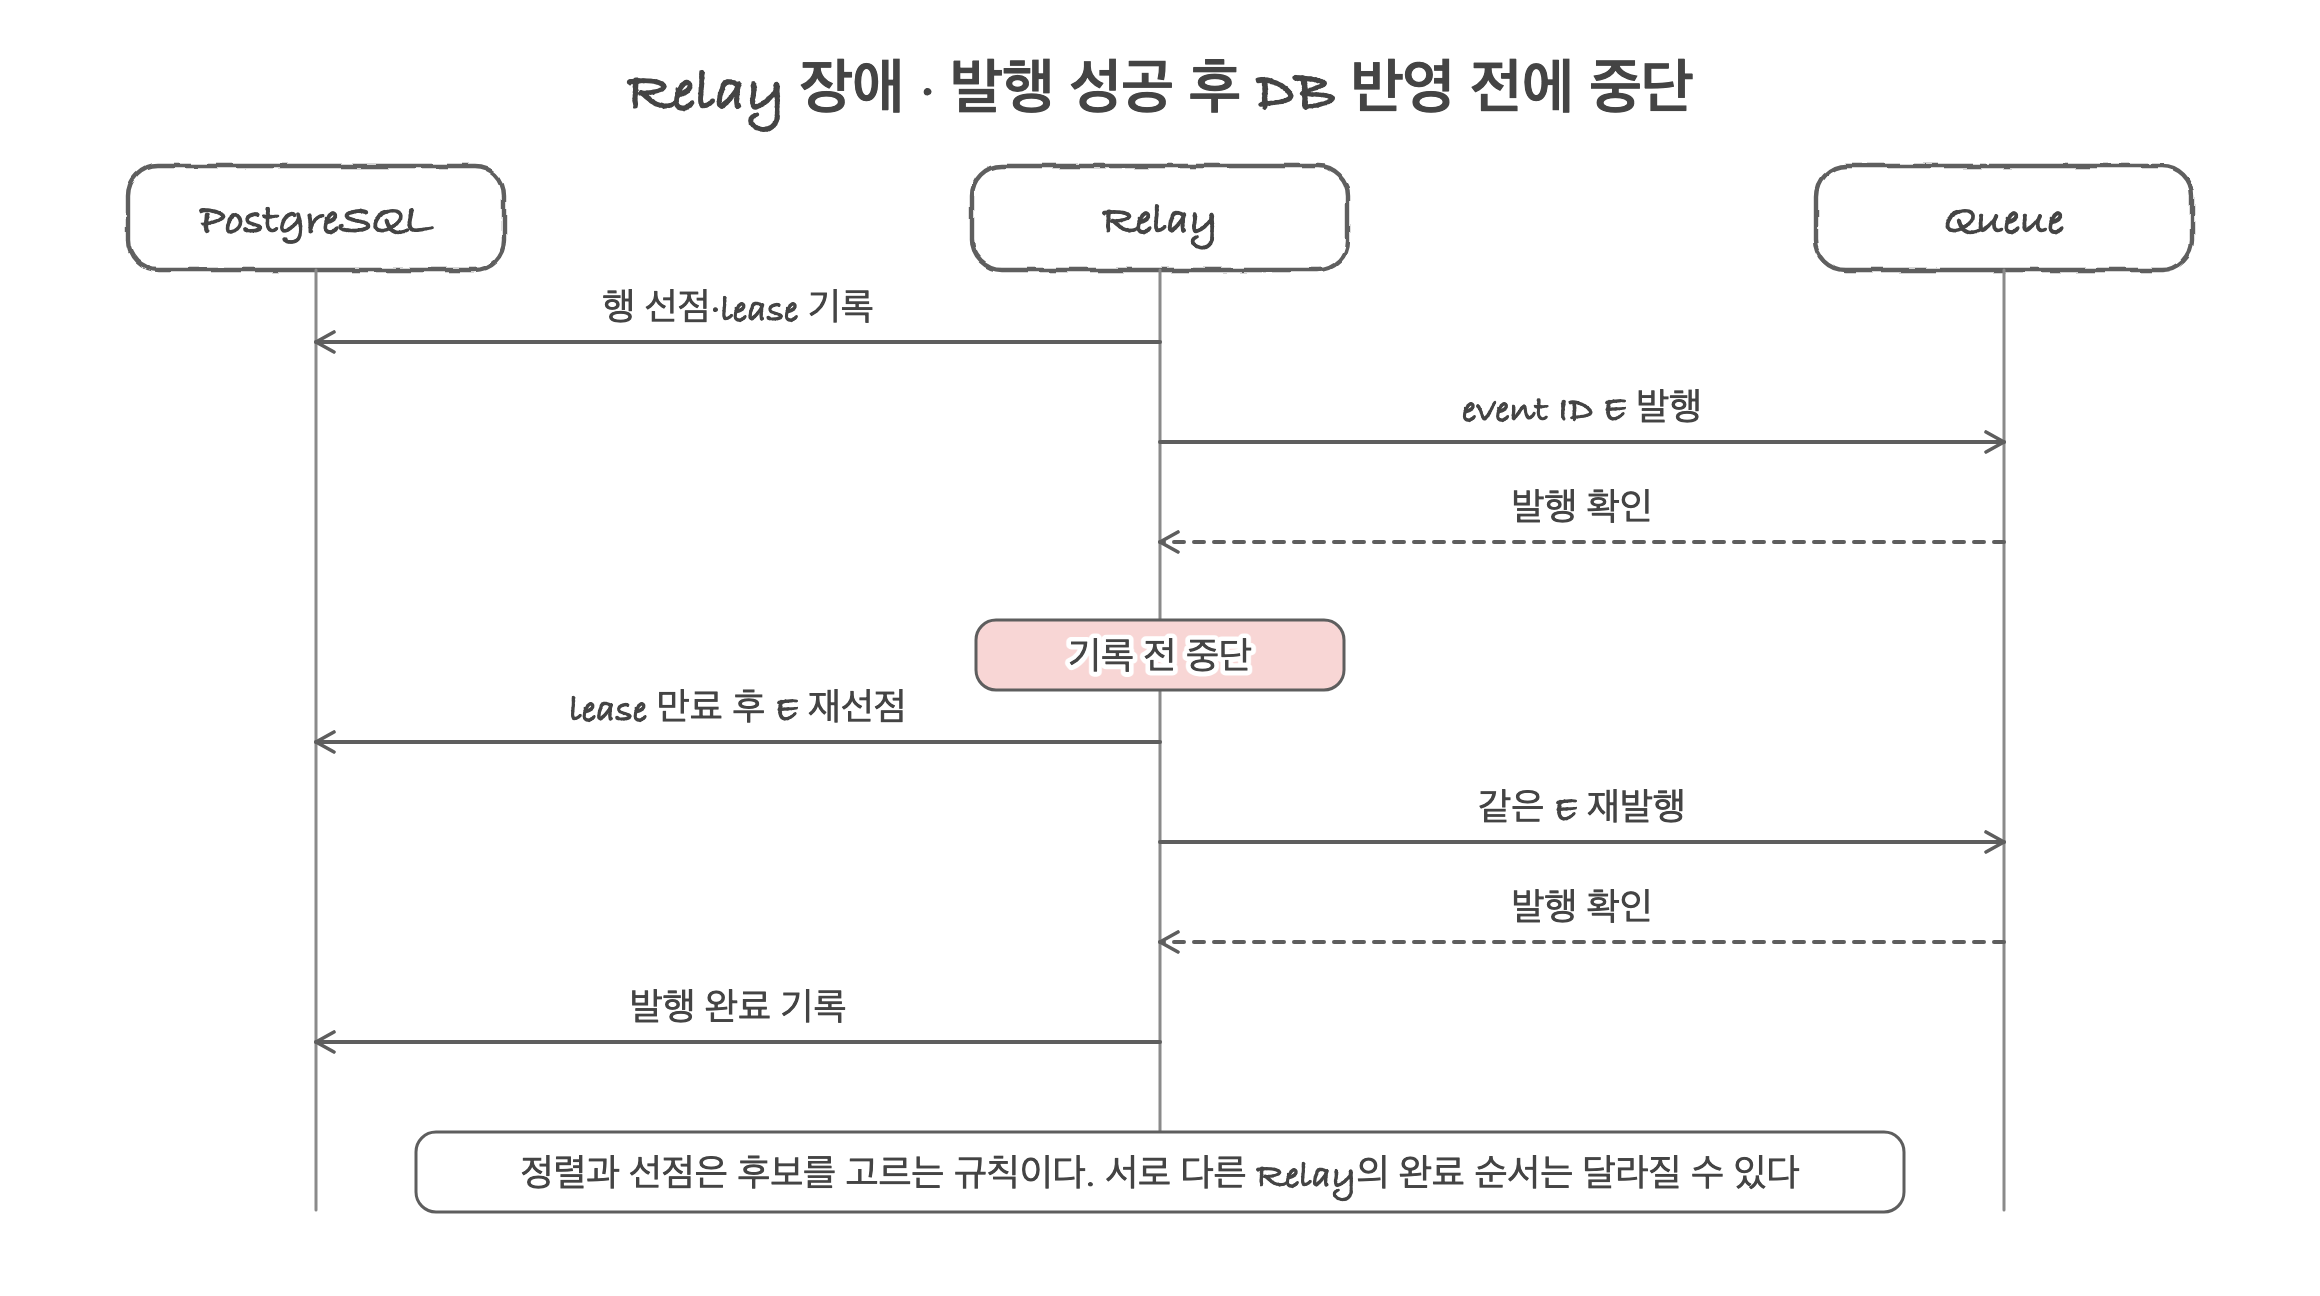 Relay 장애 · 발행 성공 후 DB 반영 전에 중단
PostgreSQL
Relay
Queue
행 선점·lease 기록
event ID E 발행
발행 확인
기록 전 중단
lease 만료 후 E 재선점
같은 E 재발행
발행 확인
발행 완료 기록
정렬과 선점은 후보를 고르는 규칙이다. 서로 다른 Relay의 완료 순서는 달라질 수 있다